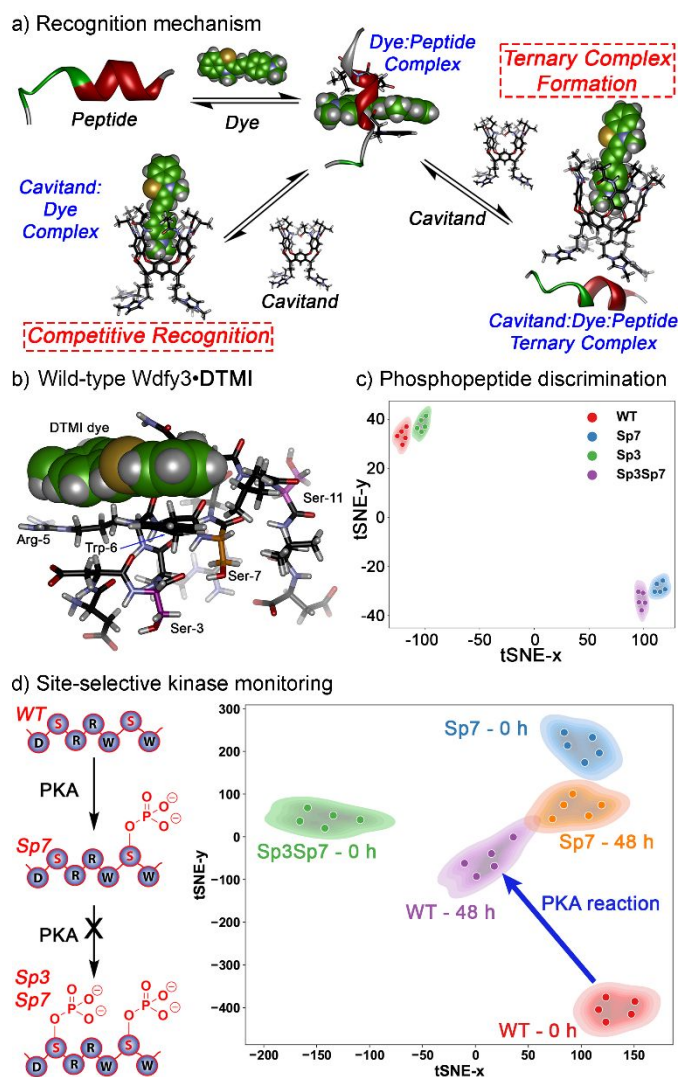 a) Recognition mechanism
Peptide
Dye
Dye:Peptide
Complex
Ternary Complex
Formation
Cavitand:
Dye
Complex
Cavitand
Cavitand
Competitive Recognition
Cavitand:Dye:Peptide
Ternary Complex
b) Wild-type Wdfy3•DTMI
DTMI dye
Ser-11
Arg-5
Trp-6
Ser-7
Ser-3
c) Phosphopeptide discrimination
WT
Sp7
Sp3
Sp3Sp7
40
20
0
-20
-40
tSNE-y
-100
-50
0
50
100
tSNE-x
d) Site-selective kinase monitoring
WT
D S R W S W
PKA
O
O P O⊖
O⊖
Sp7
D S R W S W
PKA X
Sp3
Sp7
O
O P O⊖
O⊖
O
O P O⊖
O⊖
D S R W S W
300
200
100
0
-100
-200
-300
-400
tSNE-y
Sp7 - 0 h
Sp7 - 48 h
Sp3Sp7 - 0 h
WT - 48 h
PKA reaction
WT - 0 h
-200
-150
-100
-50
0
50
100
150
tSNE-x